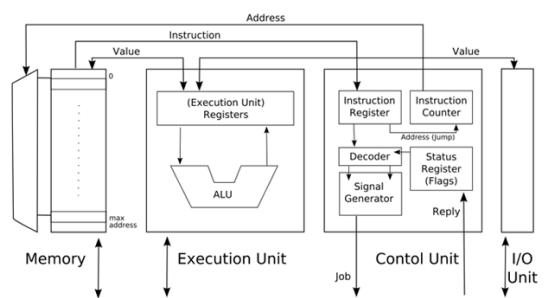 Address
Instruction
Value
Value
0
(Execution Unit)
Registers
Instruction
Register
Instruction
Counter
Address (Jump)
Decoder
Status
Register
(Flags)
ALU
Signal
Generator
max
address
Reply
Memory
Execution Unit
Contol Unit
I/O
Unit
Job